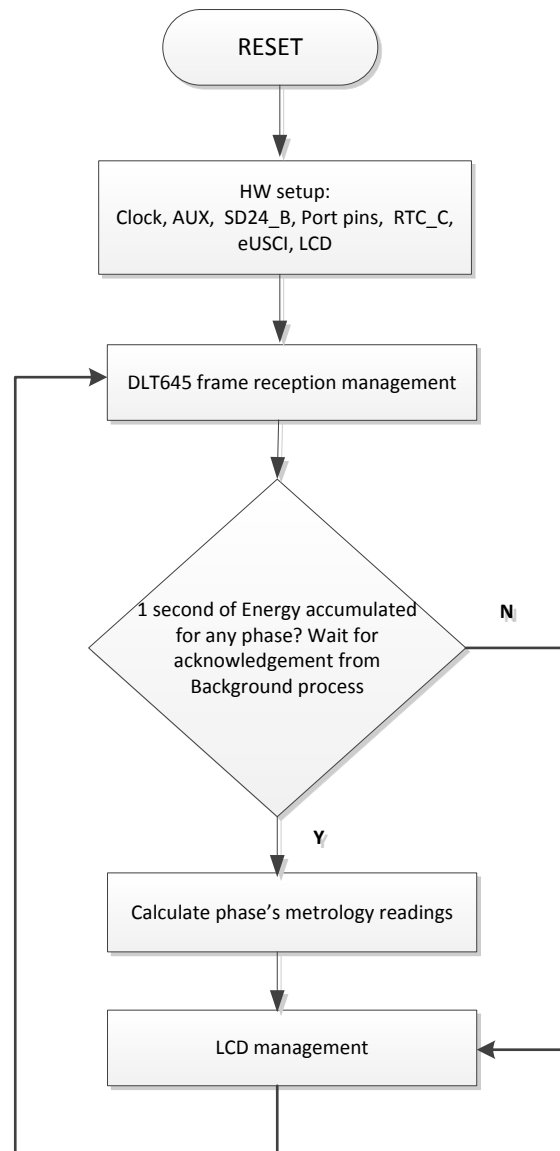 RESET
HW setup:
Clock, AUX, SD24_B, Port pins, RTC_C,
eUSCI, LCD
DLT645 frame reception management
1 second of Energy accumulated
for any phase? Wait for
acknowledgement from
Background process
N
Y
Calculate phase’s metrology readings
LCD management